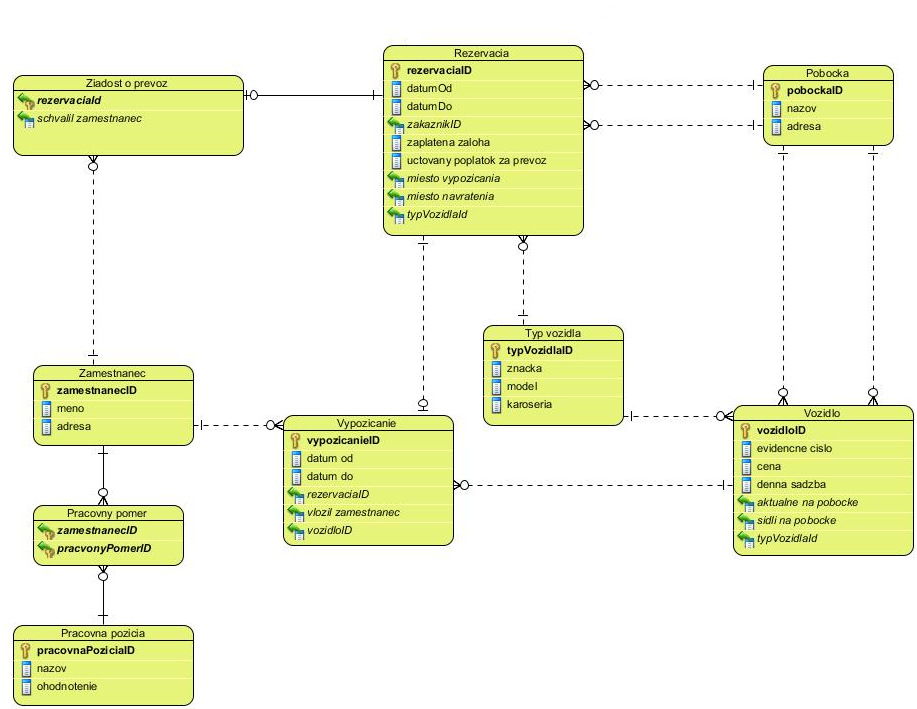 Rezervacia
rezervaciaID
datumOd
datumDo
zakaznikID
zaplatena zaloha
uctovany poplatok za prevoz
miesto vypozicania
miesto navratenia
typVozidlaId
Ziadost o prevoz
rezervaciaId
schvalil zamestnanec
Pobocka
pobockaID
nazov
adresa
Typ vozidla
typVozidlaID
znacka
model
karoseria
Zamestnanec
zamestnanecID
meno
adresa
Vypozicanie
vypozicanieID
datum od
datum do
rezervaciaID
vlozil zamestnanec
vozidloID
Vozidlo
vozidloID
evidencne cislo
cena
denna sadzba
aktualne na pobocke
sidli na pobocke
typVozidlaId
Pracovny pomer
zamestnanecID
pracvonyPomerID
Pracovna pozicia
pracovnaPoziciaID
nazov
ohodnotenie